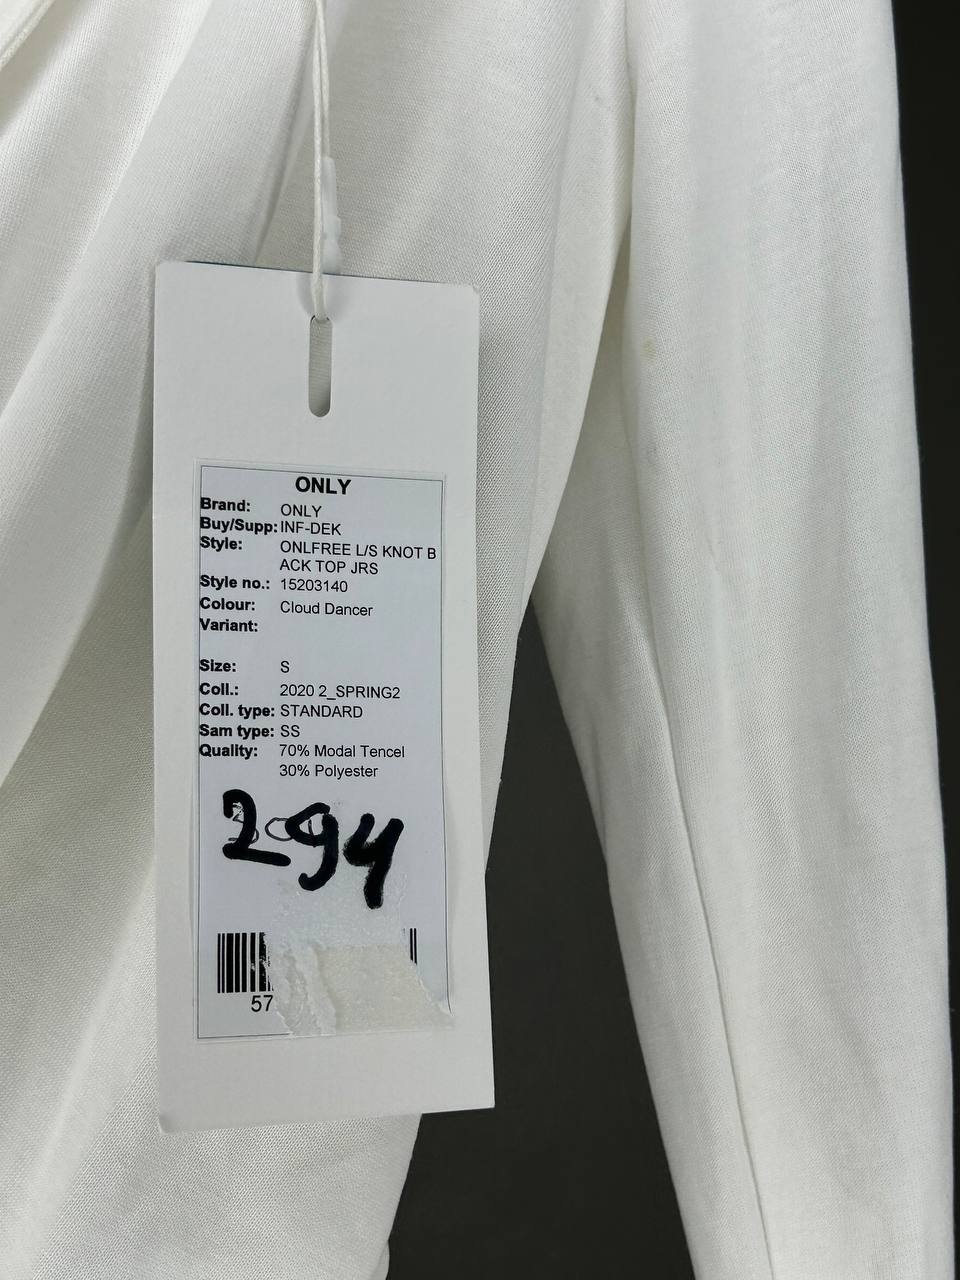 ONLY
Brand: ONLY
Buy/Supp: INF-DEK
Style: ONLFREE L/S KNOT B
ACK TOP JRS
Style no.: 15203140
Colour: Cloud Dancer
Variant:
Size: S
Coll.: 2020 2_SPRING2
Coll. type: STANDARD
Sam type: SS
Quality: 70% Modal Tencel
30% Polyester
294
57